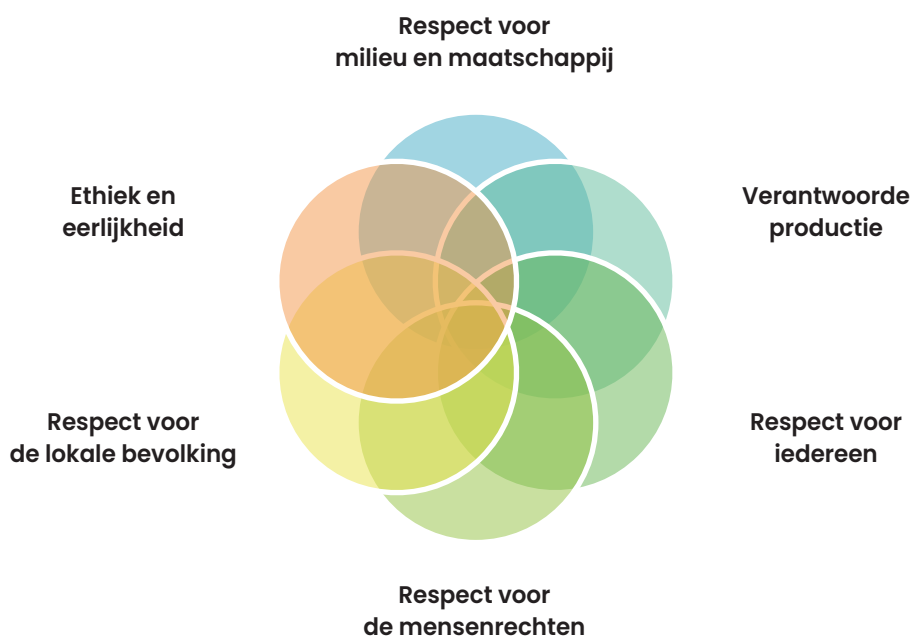 Respect voor
milieu en maatschappij
Ethiek en
eerlijkheid
Verantwoorde
productie
Respect voor
de lokale bevolking
Respect voor
iedereen
Respect voor
de mensenrechten